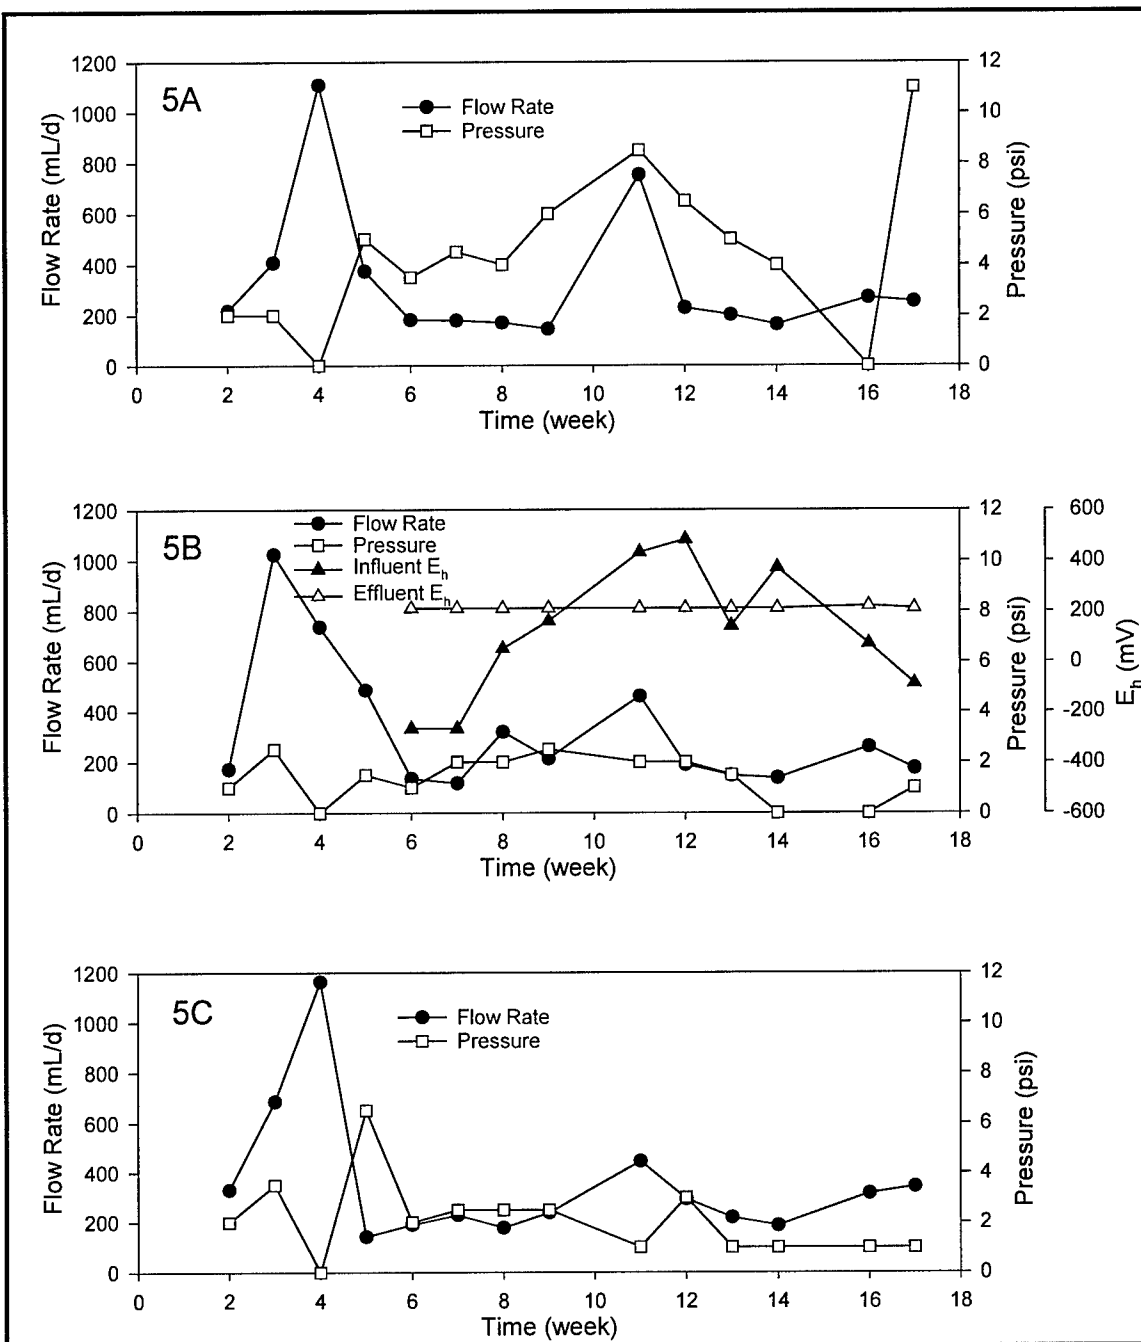 5A
Flow Rate
Pressure
Flow Rate (mL/d)
1200
1000
800
600
400
200
0
Pressure (psi)
12
10
8
6
4
2
0
0 2 4 6 8 10 12 14 16 18
Time (week)
5B
Flow Rate
Pressure
Influent Eₕ
Effluent Eₕ
Flow Rate (mL/d)
1200
1000
800
600
400
200
0
Pressure (psi)
12
10
8
6
4
2
0
Eₕ (mV)
600
400
200
0
-200
-400
-600
0 2 4 6 8 10 12 14 16 18
Time (week)
5C
Flow Rate
Pressure
Flow Rate (mL/d)
1200
1000
800
600
400
200
0
Pressure (psi)
12
10
8
6
4
2
0
0 2 4 6 8 10 12 14 16 18
Time (week)